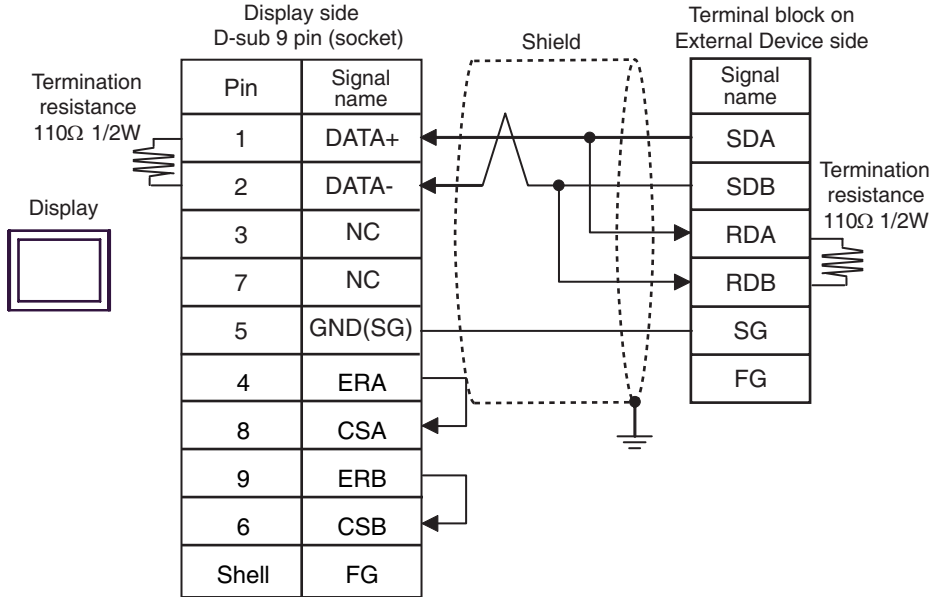 Display side
D-sub 9 pin (socket)
Shield
Terminal block on
External Device side
Termination
resistance
110Ω 1/2W
Display
Pin
Signal
name
1
DATA+
2
DATA-
3
NC
7
NC
5
GND(SG)
4
ERA
8
CSA
9
ERB
6
CSB
Shell
FG
Signal
name
SDA
SDB
RDA
RDB
SG
FG
Termination
resistance
110Ω 1/2W